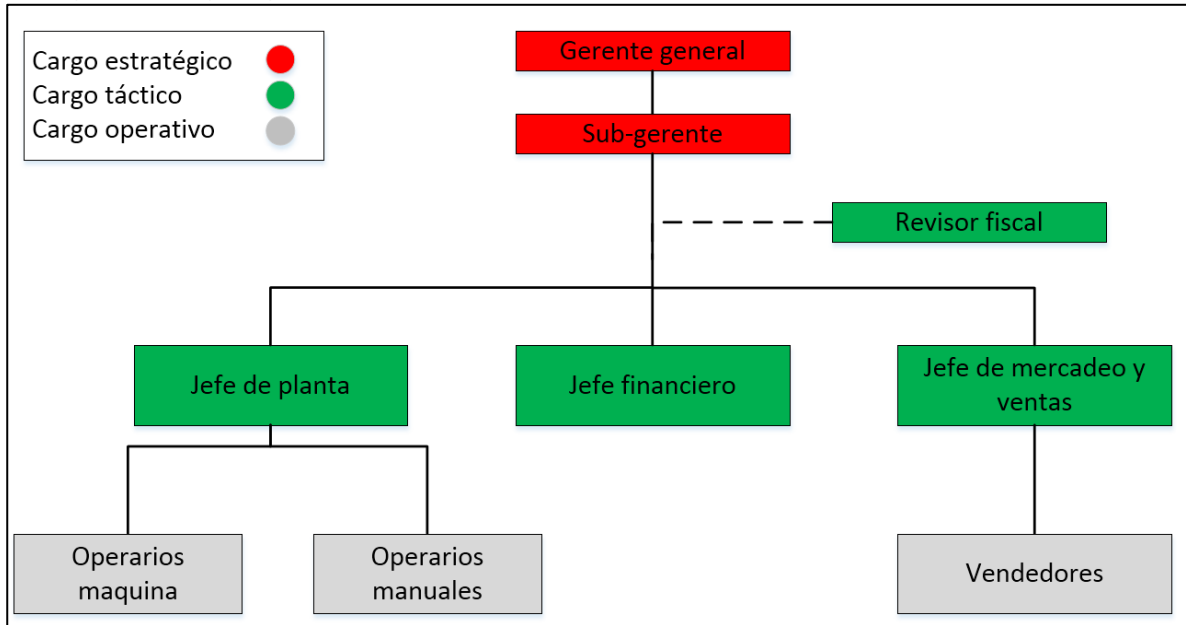 Cargo estratégico
Cargo táctico
Cargo operativo
Gerente general
Sub-gerente
Revisor fiscal
Jefe de planta
Jefe financiero
Jefe de mercadeo y
ventas
Operarios
maquina
Operarios
manuales
Vendedores